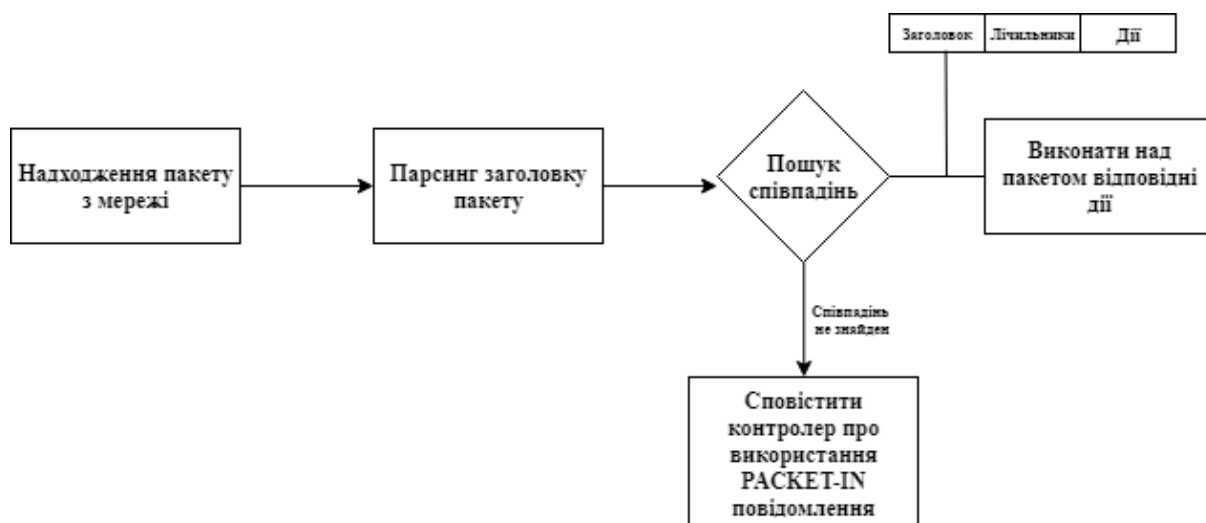 Заголовок
Лічильники
Дії
Надходження пакету
з мережі
Парсинг заголовку
пакету
Пошук
співпадінь
Виконати над
пакетом відповідні
дії
Співпадінь
не знайден
Сповістити
контролер про
використання
PACKET-IN
повідомлення